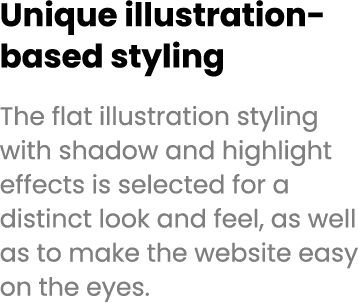 Unique illustration-
based styling
The flat illustration styling
with shadow and highlight
effects is selected for a
distinct look and feel, as well
as to make the website easy
on the eyes.